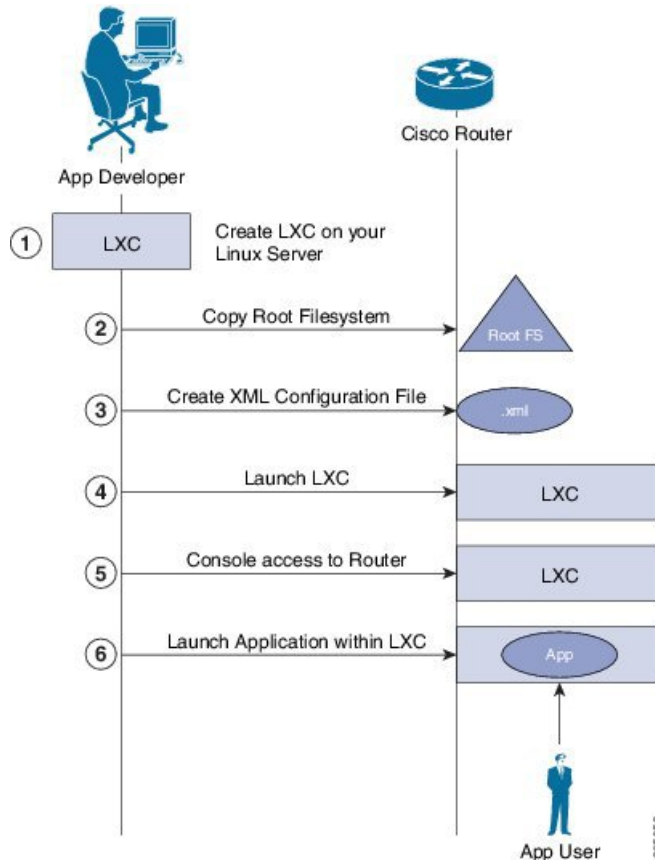 App Developer
Cisco Router
1
LXC
Create LXC on your
Linux Server
2
Copy Root Filesystem
Root FS
3
Create XML Configuration File
.xml
4
Launch LXC
LXC
5
Console access to Router
LXC
6
Launch Application within LXC
App
App User